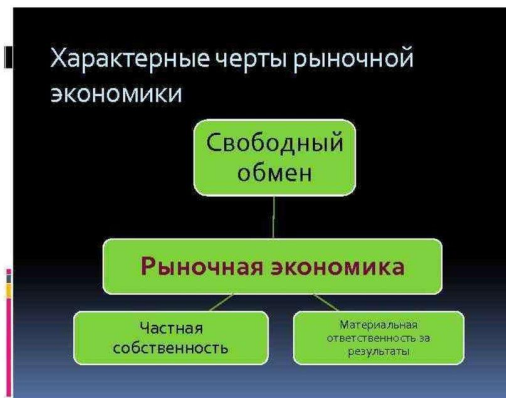 Характерные черты рыночной
экономики
Свободный
обмен
Рыночная экономика
Частная
собственность
Материальная
ответственность за
результаты